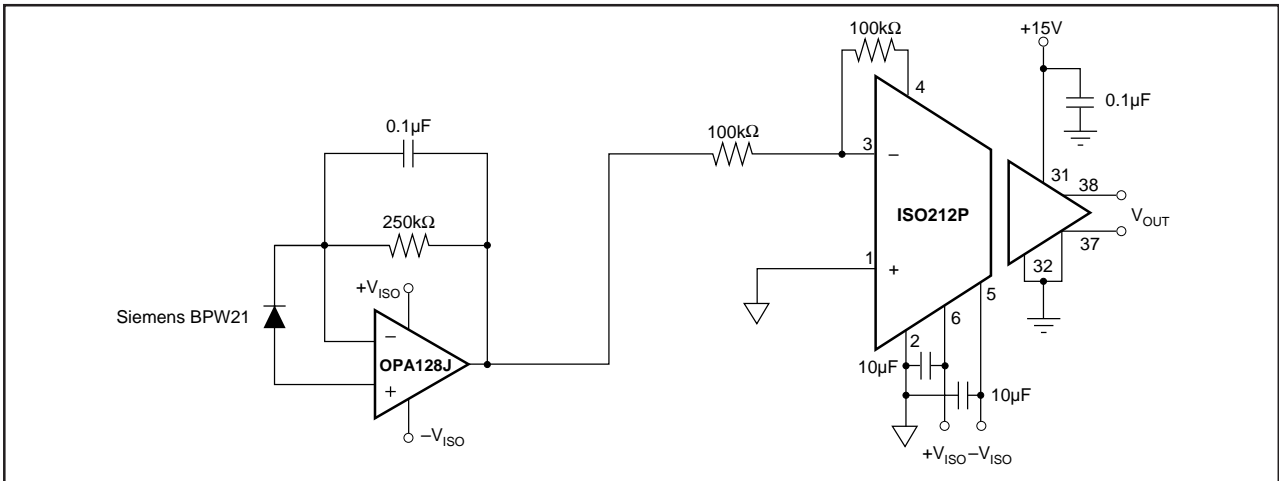 100kΩ
+15V
4
0.1µF
0.1µF
100kΩ
3
−
31
38
250kΩ
ISO212P
V_OUT
37
+V_ISO
1
+
32
Siemens BPW21
5
−
6
OPA128J
2
10µF
+
10µF
−V_ISO
+V_ISO −V_ISO